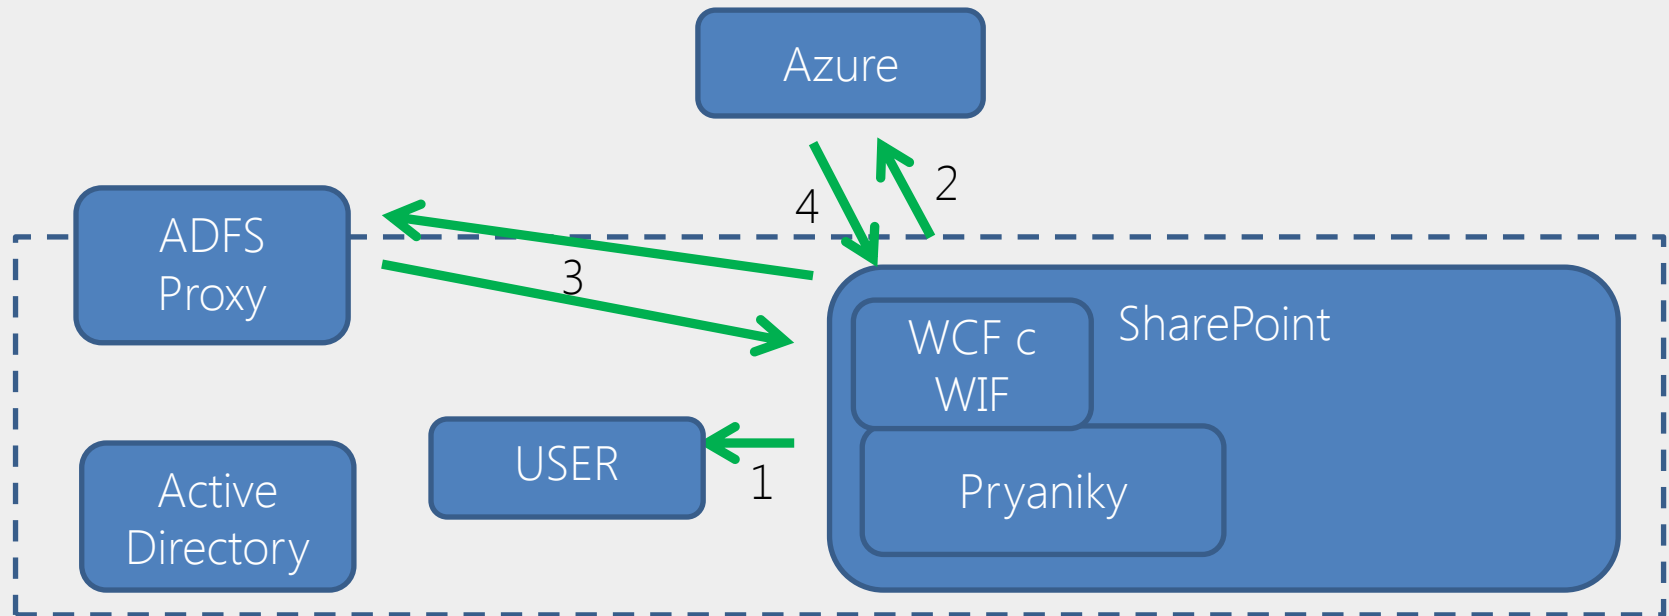 Azure
2
4
ADFS
Proxy
3
WCF с
WIF
SharePoint
USER
1
Active
Directory
Pryaniky